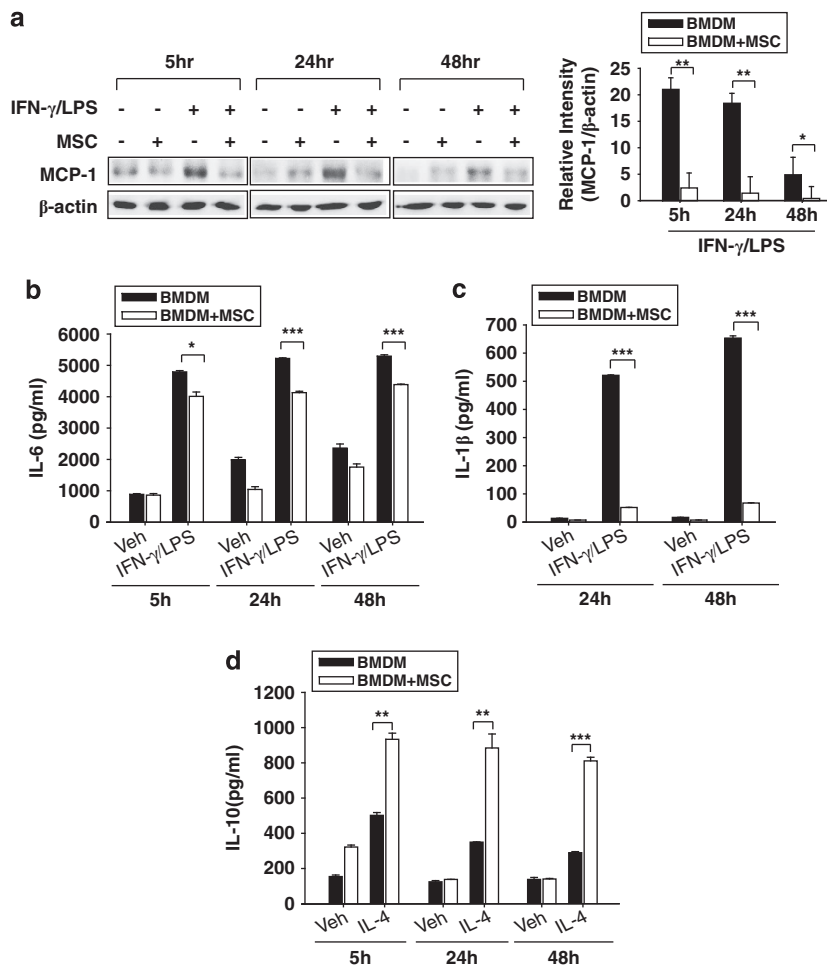 a
5hr 24hr 48hr
IFN-γ/LPS - - + + - - + + - - + +
MSC - + - + - + - + - + - +
MCP-1
β-actin
BMDM
BMDM+MSC
Relative Intensity
(MCP-1/β-actin)
25
20
15
10
5
0
** ** *
5h 24h 48h
IFN-γ/LPS
b
BMDM
BMDM+MSC
IL-6 (pg/ml)
6000
5000
4000
3000
2000
1000
0
* *** ***
Veh IFN-γ/LPS Veh IFN-γ/LPS Veh IFN-γ/LPS
5h 24h 48h
c
BMDM
BMDM+MSC
IL-1β (pg/ml)
700
600
500
400
300
200
100
0
*** ***
Veh IFN-γ/LPS Veh IFN-γ/LPS
24h 48h
d
BMDM
BMDM+MSC
IL-10(pg/ml)
1200
1000
800
600
400
200
0
** ** ***
Veh IL-4 Veh IL-4 Veh IL-4
5h 24h 48h